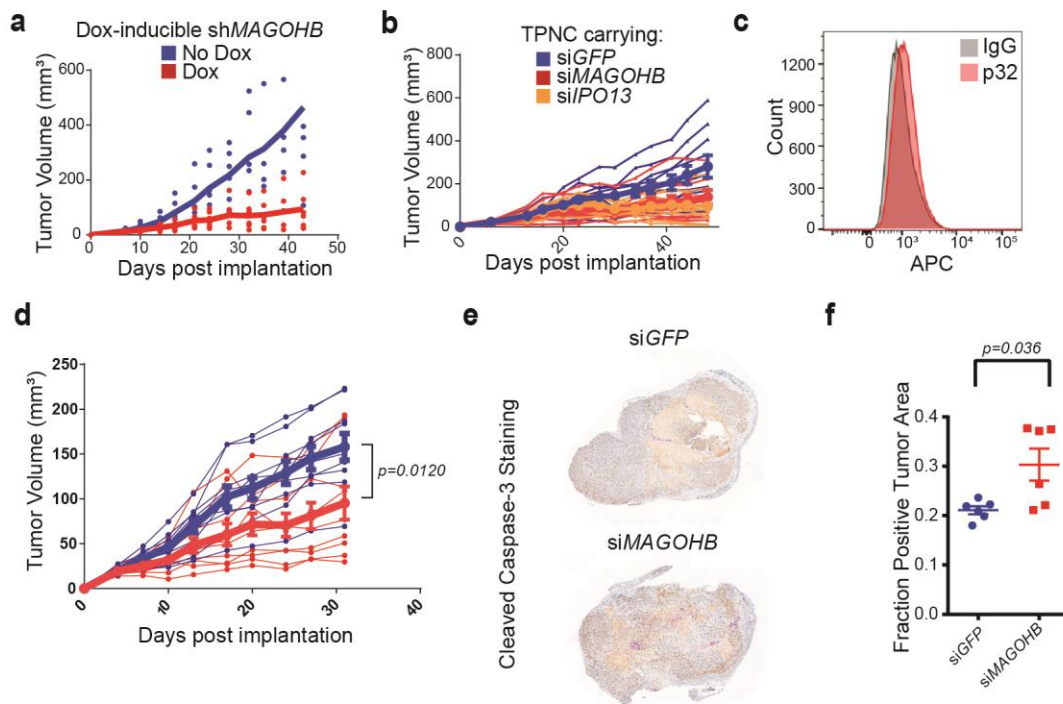 a
Dox-inducible shMAGOHB
No Dox
Dox
Tumor Volume (mm³)
600
400
200
0
0 10 20 30 40 50
Days post implantation
b
TPNC carrying:
siGFP
siMAGOHB
siIPO13
Tumor Volume (mm³)
800
600
400
200
0
0 20 40
Days post implantation
c
IgG
p32
Count
1200
900
600
300
0
0 10³ 10⁴ 10⁵
APC
d
Tumor Volume (mm³)
250
200
150
100
50
0
0 10 20 30 40
p=0.0120
Days post implantation
e
Cleaved Caspase-3 Staining
siGFP
siMAGOHB
f
p=0.036
Fraction Positive Tumor Area
0.4
0.3
0.2
0.1
0.0
siGFP
siMAGOHB